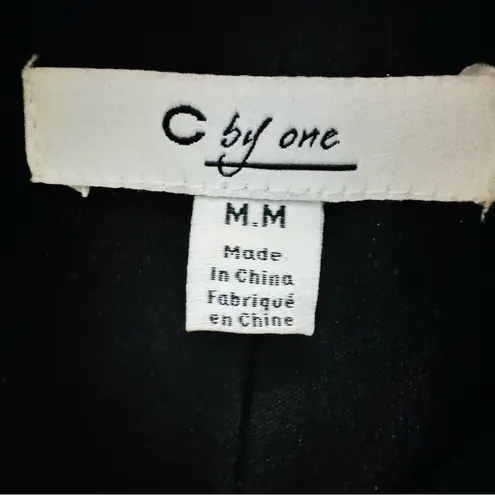 C by one
M.M
Made
In China
Fabriqué
en Chine